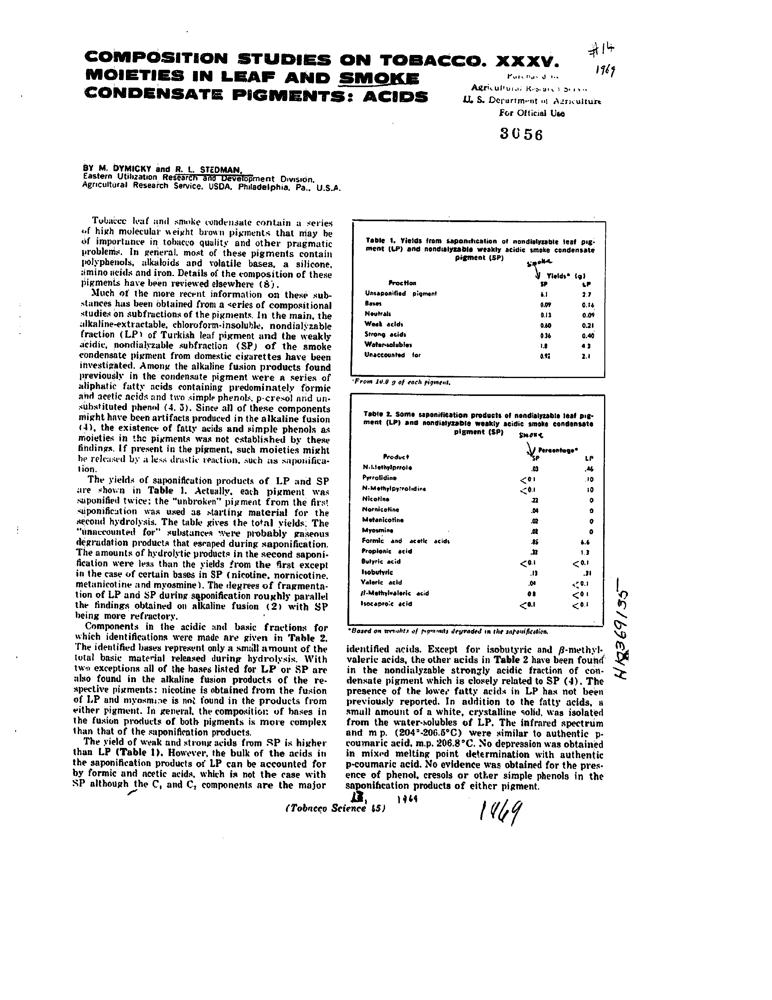 #14
1969
COMPOSITION STUDIES ON TOBACCO. XXXV.
MOIETIES IN LEAF AND SMOKE
CONDENSATE PIGMENTS: ACIDS
Agricultural
U. S. Department of Agriculture
For Official Use
3056
BY M. DYMICKY and R. L. STEDMAN,
Eastern Utilization Research and Development Division,
Agricultural Research Service, USDA, Philadelphia, Pa., U.S.A.
Tobacco leaf and smoke condensate contain a series
of high molecular weight brown pigments that may be
of importance in tobacco quality and other pragmatic
problems. In general, most of these pigments contain
polyphenols, alkaloids and volatile bases, a silicone,
amino acids and iron. Details of the composition of these
pigments have been reviewed elsewhere (8).
Much of the more recent information on these sub-
stances has been obtained from a series of compositional
studies on subfractions of the pigments. In the main, the
alkaline-extractable, chloroform-insoluble, nondialyzable
fraction (LP) of Turkish leaf pigment and the weakly
acidic, nondialyzable subfraction (SP) of the smoke
condensate pigment from domestic cigarettes have been
investigated. Among the alkaline fusion products found
previously in the condensate pigment were a series of
aliphatic fatty acids containing predominately formic
and acetic acids and two simple phenols, p-cresol and un-
substituted phenol (4, 5). Since all of these components
might have been artifacts produced in the alkaline fusion
(4), the existence of fatty acids and simple phenols as
moieties in the pigments was not established by these
findings. If present in the pigment, such moieties might
be released by a less drastic reaction, such as saponifica-
tion.
The yields of saponification products of LP and SP
are shown in Table 1. Actually, each pigment was
saponified twice; the "unbroken" pigment from the first
saponification was used as starting material for the
second hydrolysis. The table gives the total yields. The
"unaccounted for" substances were probably gaseous
degradation products that escaped during saponification.
The amounts of hydrolytic products in the second saponi-
fication were less than the yields from the first except
in the case of certain bases in SP (nicotine, nornicotine,
metanicotine and myosmine). The degrees of fragmenta-
tion of LP and SP during saponification roughly parallel
the findings obtained on alkaline fusion (2) with SP
being more refractory.
Components in the acidic and basic fractions for
which identifications were made are given in Table 2.
The identified bases represent only a small amount of the
total basic material released during hydrolysis. With
two exceptions all of the bases listed for LP or SP are
also found in the alkaline fusion products of the re-
spective pigments: nicotine is obtained from the fusion
of LP and myosmine is not found in the products from
either pigment. In general, the composition of bases in
the fusion products of both pigments is more complex
than that of the saponification products.
The yield of weak and strong acids from SP is higher
than LP (Table 1). However, the bulk of the acids in
the saponification products of LP can be accounted for
by formic and acetic acids, which is not the case with
SP although the C₁ and C₂ components are the major
Table 1. Yields from saponification of nondialyzable leaf pig-
ment (LP) and nondialyzable weakly acidic smoke condensate
pigment (SP)
Smoke
Yields* (g)
Fraction SP LP
Unsaponified pigment 6.1 2.7
Bases 0.09 0.16
Neutrals 0.13 0.09
Weak acids 0.60 0.21
Strong acids 0.36 0.40
Water-solubles 1.8 4.3
Unaccounted for 0.92 2.1
*From 10.0 g of each pigment.
Table 2. Some saponification products of nondialyzable leaf pig-
ment (LP) and nondialyzable weakly acidic smoke condensate
pigment (SP)
Smoke
Percentage*
Product SP LP
N-Methylpyrrole .03 .46
Pyrrolidine <0.1 .10
N-Methylpyrrolidine <0.1 .10
Nicotine .22 0
Nornicotine .04 0
Metanicotine .02 0
Myosmine .02 0
Formic and acetic acids .85 6.6
Propionic acid .32 1.3
Butyric acid <0.1 <0.1
Isobutyric .13 .31
Valeric acid .04 <0.1
β-Methylvaleric acid 0.8 <0.1
Isocaproic acid <0.1 <0.1
*Based on weights of pigments degraded in the saponification.
identified acids. Except for isobutyric and β-methyl-
valeric acids, the other acids in Table 2 have been found
in the nondialyzable strongly acidic fraction of con-
densate pigment which is closely related to SP (4). The
presence of the lower fatty acids in LP has not been
previously reported. In addition to the fatty acids, a
small amount of a white, crystalline solid, was isolated
from the water-solubles of LP. The infrared spectrum
and m p. (204°-206.5°C) were similar to authentic p-
coumaric acid, m.p. 206.8°C. No depression was obtained
in mixed melting point determination with authentic
p-coumaric acid. No evidence was obtained for the pres-
ence of phenol, cresols or other simple phenols in the
saponification products of either pigment.
13, 1969
(Tobacco Science 15)
1969